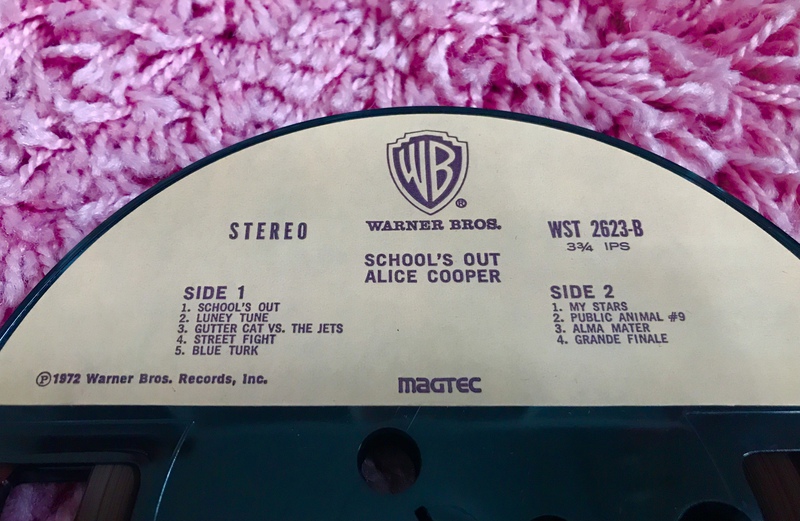 WB
®
WARNER BROS.
STEREO
WST 2623-B
3¾ IPS
SCHOOL'S OUT
ALICE COOPER
SIDE 1
1. SCHOOL'S OUT
2. LUNEY TUNE
3. GUTTER CAT VS. THE JETS
4. STREET FIGHT
5. BLUE TURK
SIDE 2
1. MY STARS
2. PUBLIC ANIMAL #9
3. ALMA MATER
4. GRANDE FINALE
℗1972 Warner Bros. Records, Inc.
MAGTEC